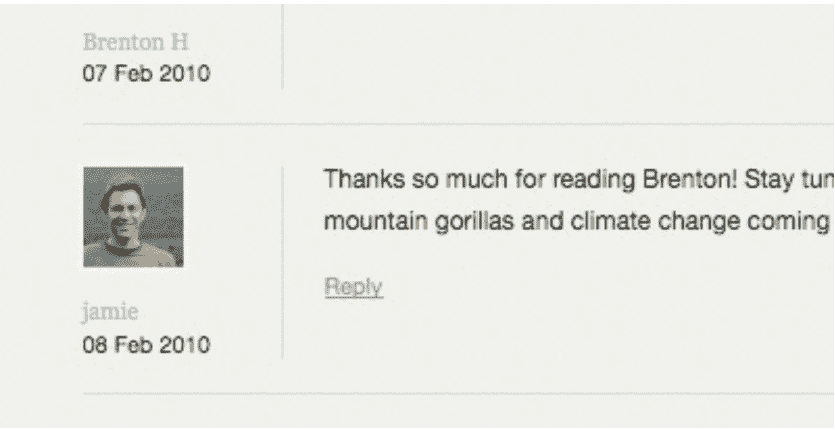 Brenton H
07 Feb 2010
Thanks so much for reading Brenton! Stay tun
mountain gorillas and climate change coming
Reply
jamie
08 Feb 2010